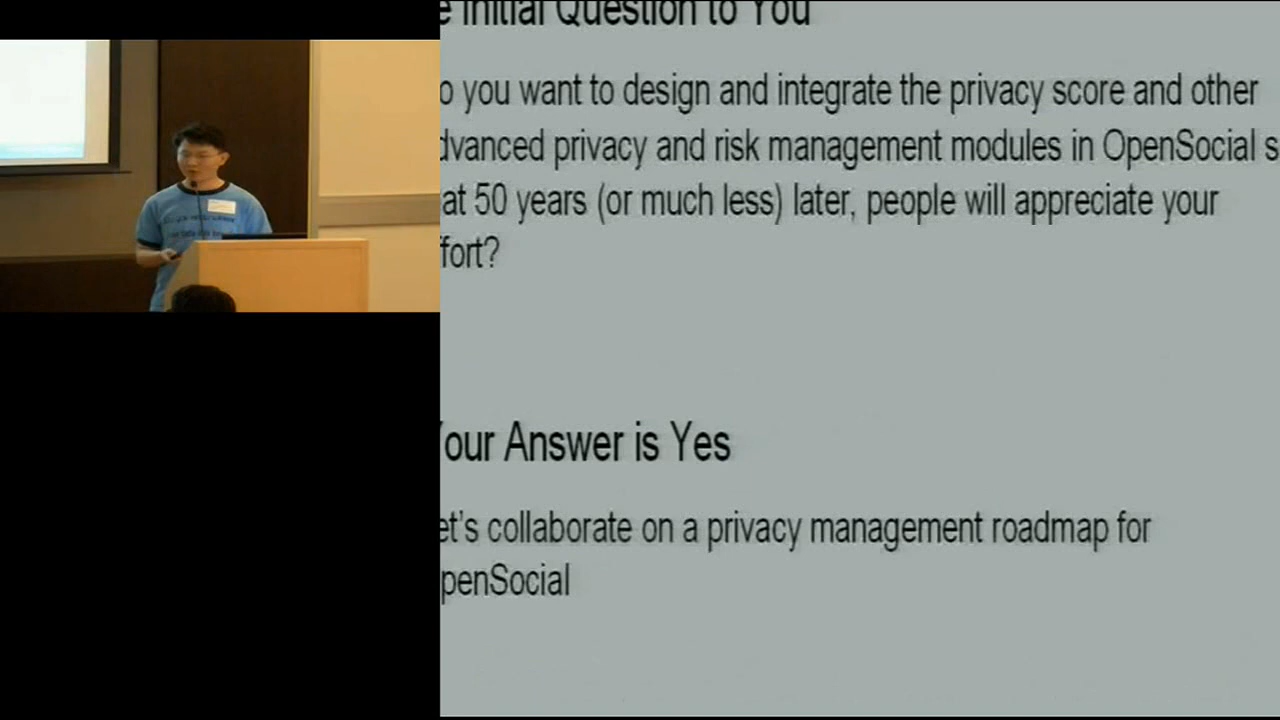 e Initial Question to You
o you want to design and integrate the privacy score and other
dvanced privacy and risk management modules in OpenSocial s
at 50 years (or much less) later, people will appreciate your
fort?
our Answer is Yes
et's collaborate on a privacy management roadmap for
penSocial